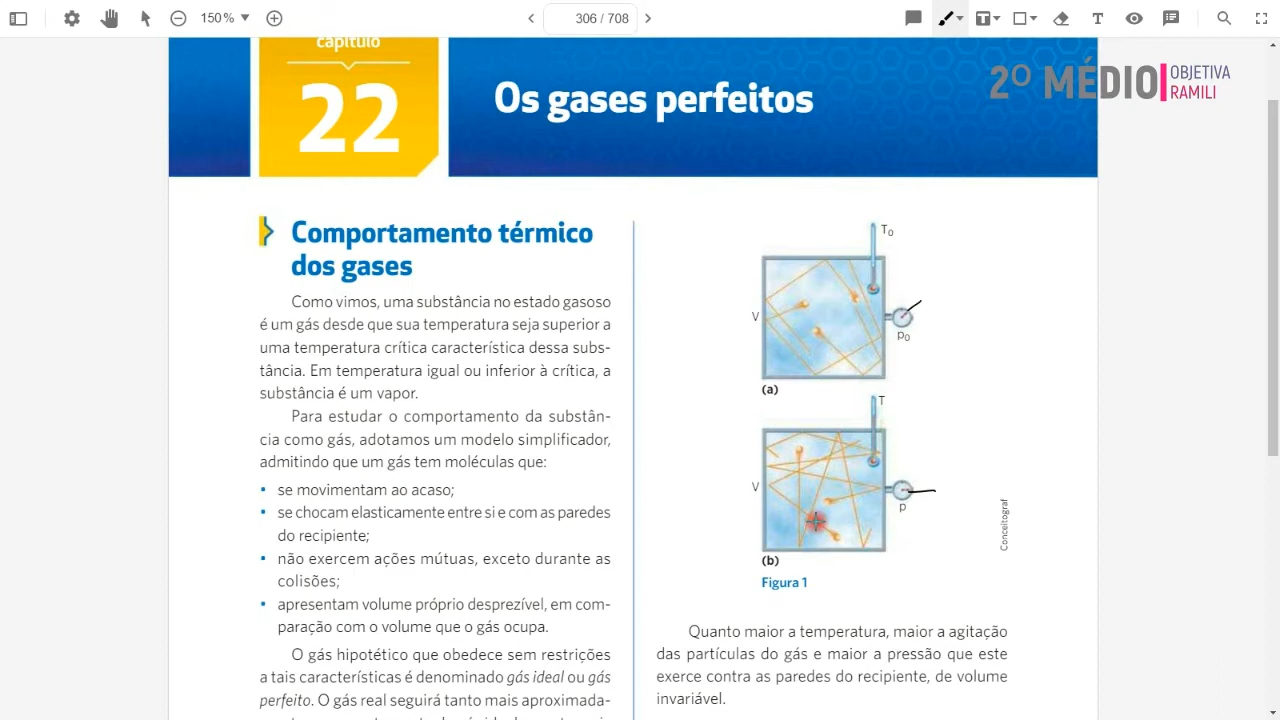 150%
306 / 708
capítulo
22
Os gases perfeitos
2º MÉDIO
OBJETIVA
RAMILI
Comportamento térmico
dos gases
Como vimos, uma substância no estado gasoso
é um gás desde que sua temperatura seja superior a
uma temperatura crítica característica dessa subs-
tância. Em temperatura igual ou inferior à crítica, a
substância é um vapor.
Para estudar o comportamento da substân-
cia como gás, adotamos um modelo simplificador,
admitindo que um gás tem moléculas que:
• se movimentam ao acaso;
• se chocam elasticamente entre si e com as paredes
do recipiente;
• não exercem ações mútuas, exceto durante as
colisões;
• apresentam volume próprio desprezível, em com-
paração com o volume que o gás ocupa.
O gás hipotético que obedece sem restrições
a tais características é denominado gás ideal ou gás
perfeito. O gás real seguirá tanto mais aproximada-
T₀
V
p₀
(a)
T
V
p
(b)
Figura 1
Conceitograf
Quanto maior a temperatura, maior a agitação
das partículas do gás e maior a pressão que este
exerce contra as paredes do recipiente, de volume
invariável.